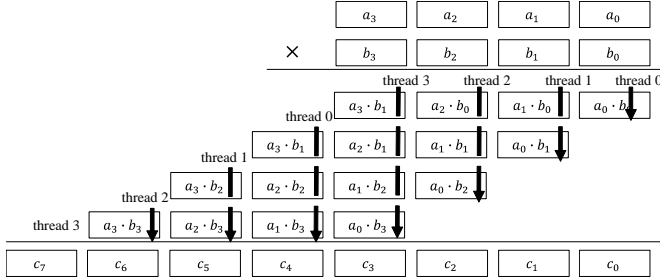 a₃ a₂ a₁ a₀
× b₃ b₂ b₁ b₀
thread 3 thread 2 thread 1 thread 0
a₃ · b₁ a₂ · b₀ a₁ · b₀ a₀ · b
thread 0
a₃ · b₁ a₂ · b₁ a₁ · b₁ a₀ · b₁
thread 1
a₃ · b₂ a₂ · b₂ a₁ · b₂ a₀ · b₂
thread 2
thread 3 a₃ · b₃ a₂ · b₃ a₁ · b₃ a₀ · b₃
c₇ c₆ c₅ c₄ c₃ c₂ c₁ c₀